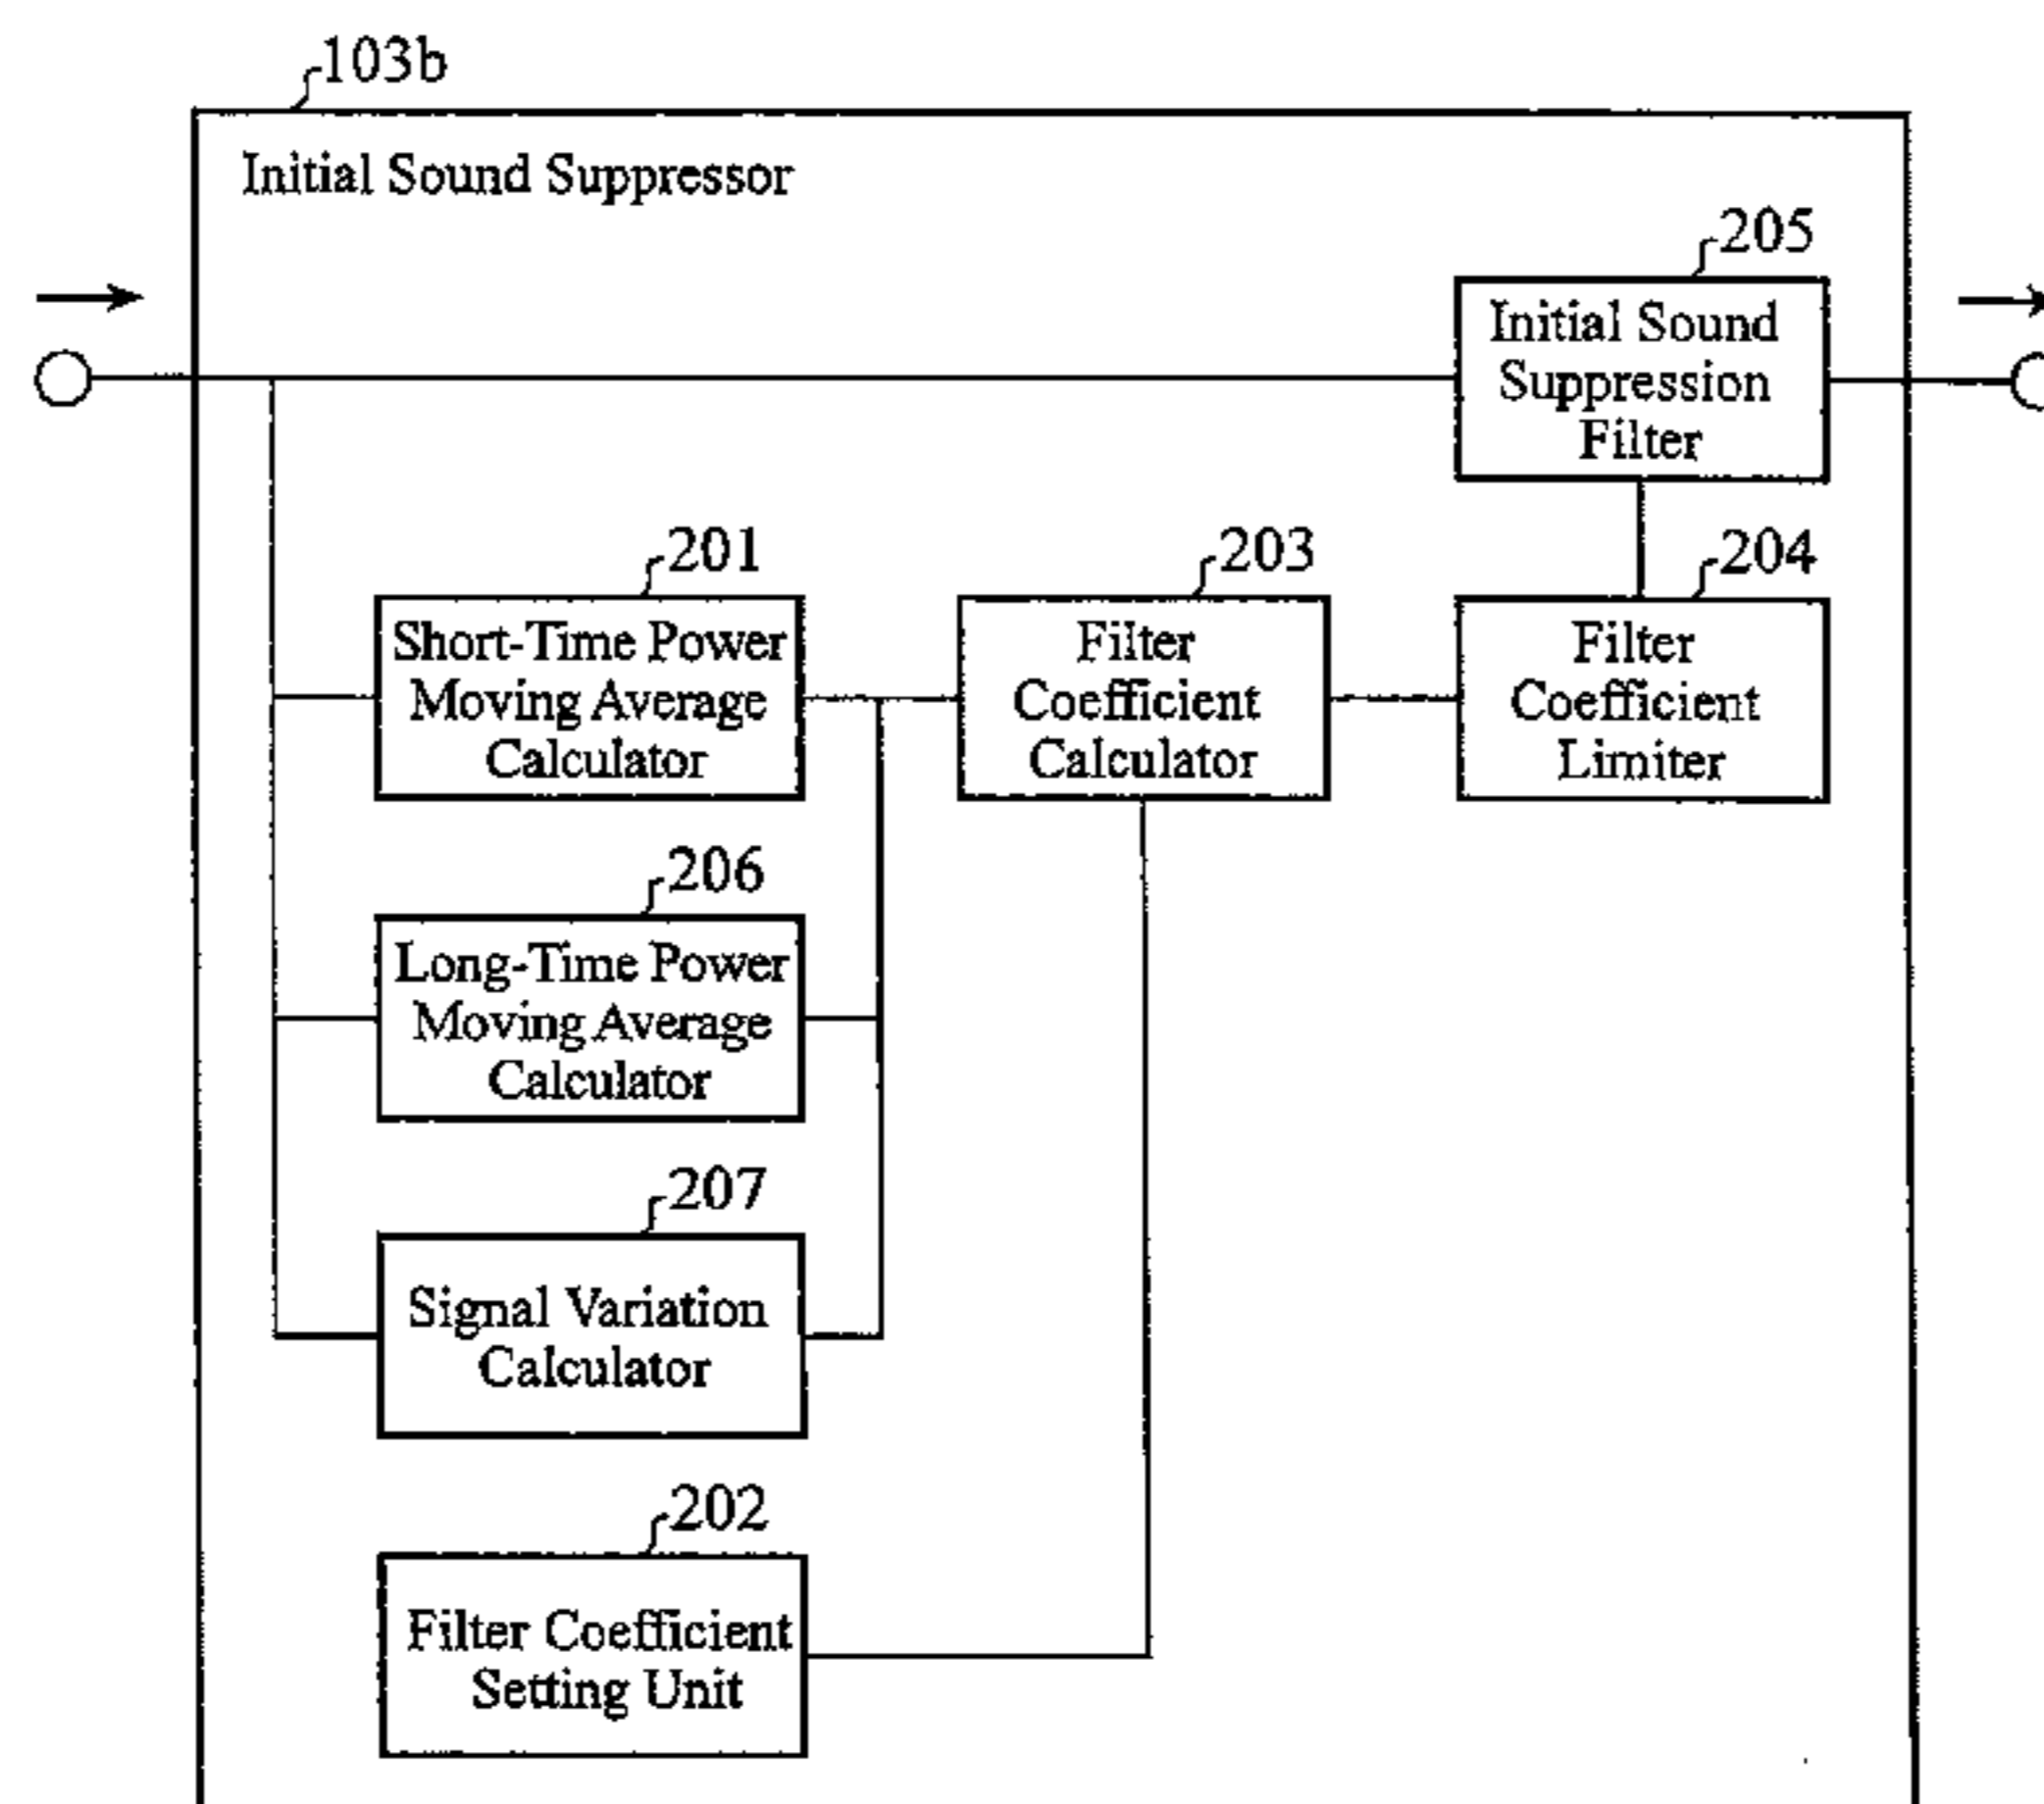 103b
Initial Sound Suppressor
205
Initial Sound
Suppression
Filter
201
Short-Time Power
Moving Average
Calculator
203
Filter
Coefficient
Calculator
204
Filter
Coefficient
Limiter
206
Long-Time Power
Moving Average
Calculator
207
Signal Variation
Calculator
202
Filter Coefficient
Setting Unit